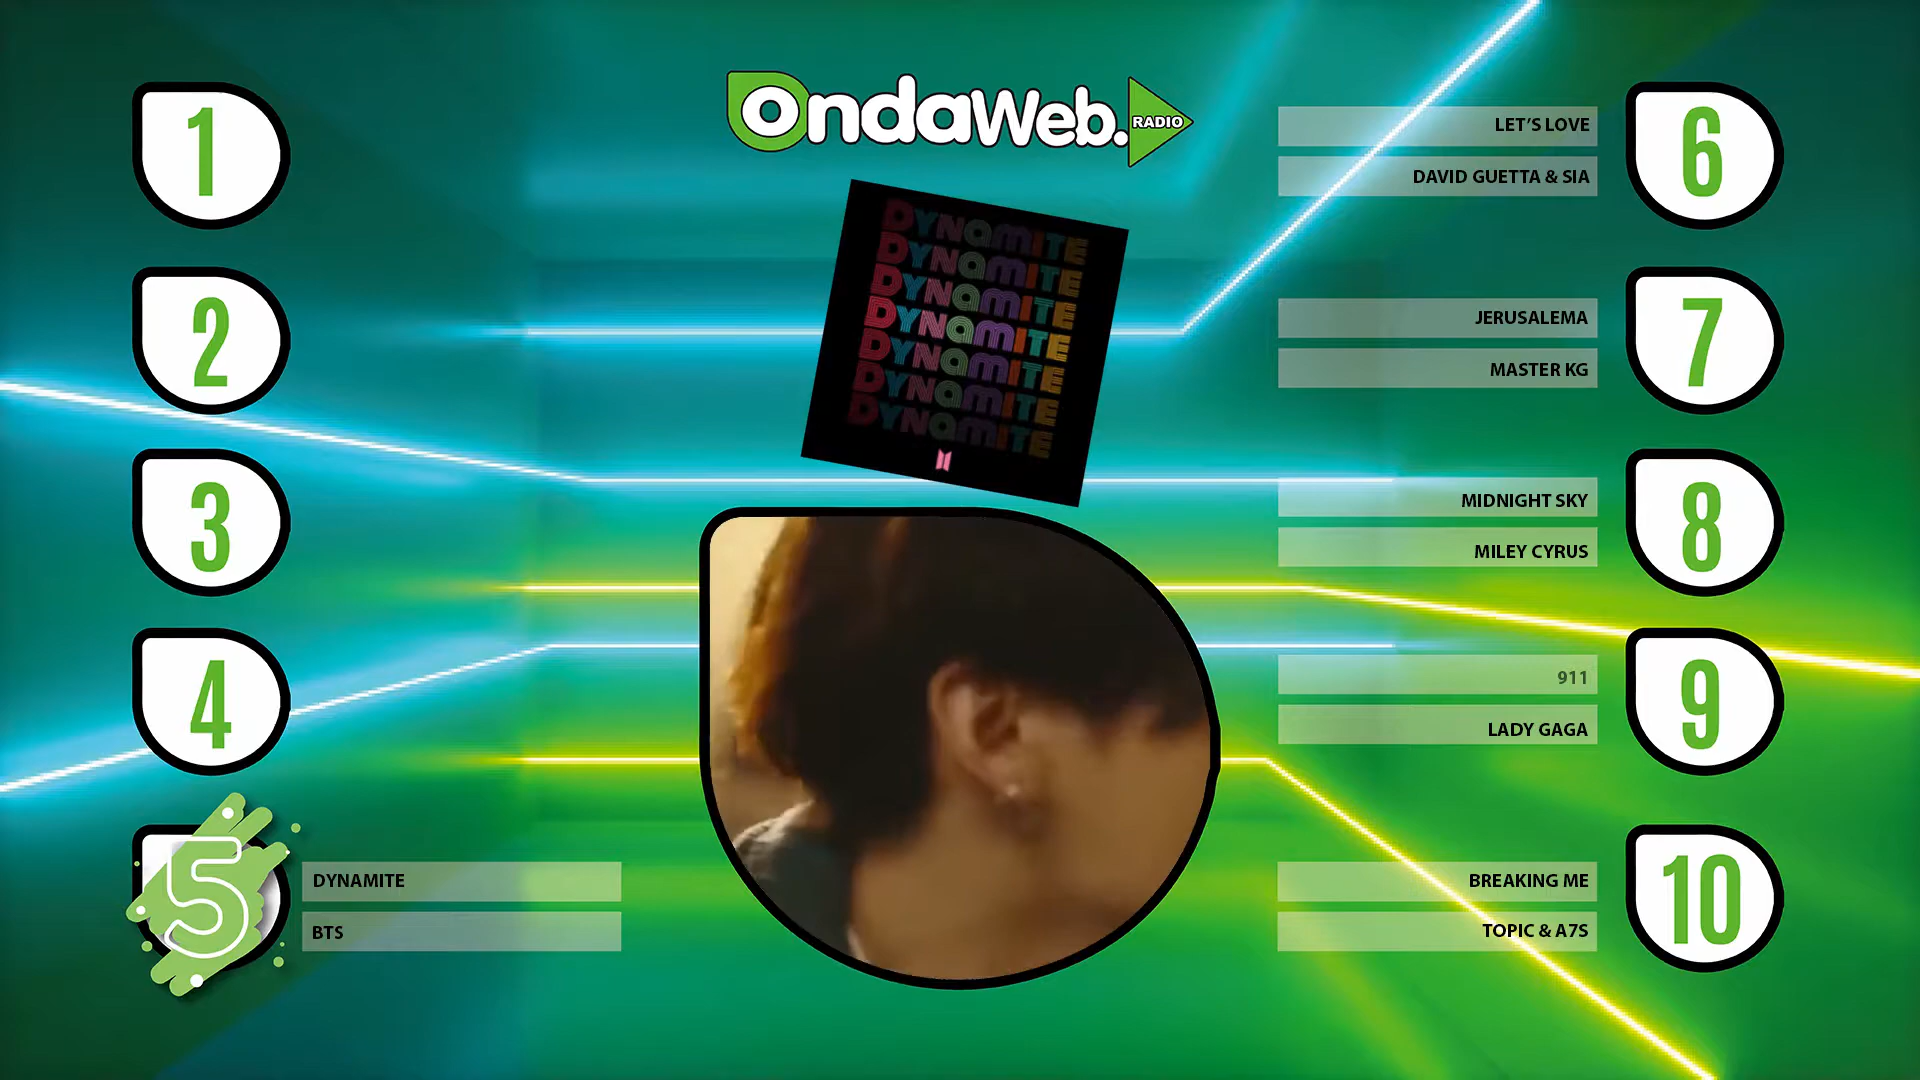 OndaWeb. RADIO
1
2
3
4
5
DYNAMITE
BTS
DYNAMITE
DYNAMITE
DYNAMITE
DYNAMITE
DYNAMITE
DYNAMITE
DYNAMITE
LET’S LOVE
DAVID GUETTA & SIA
6
JERUSALEMA
MASTER KG
7
MIDNIGHT SKY
MILEY CYRUS
8
911
LADY GAGA
9
BREAKING ME
TOPIC & A7S
10